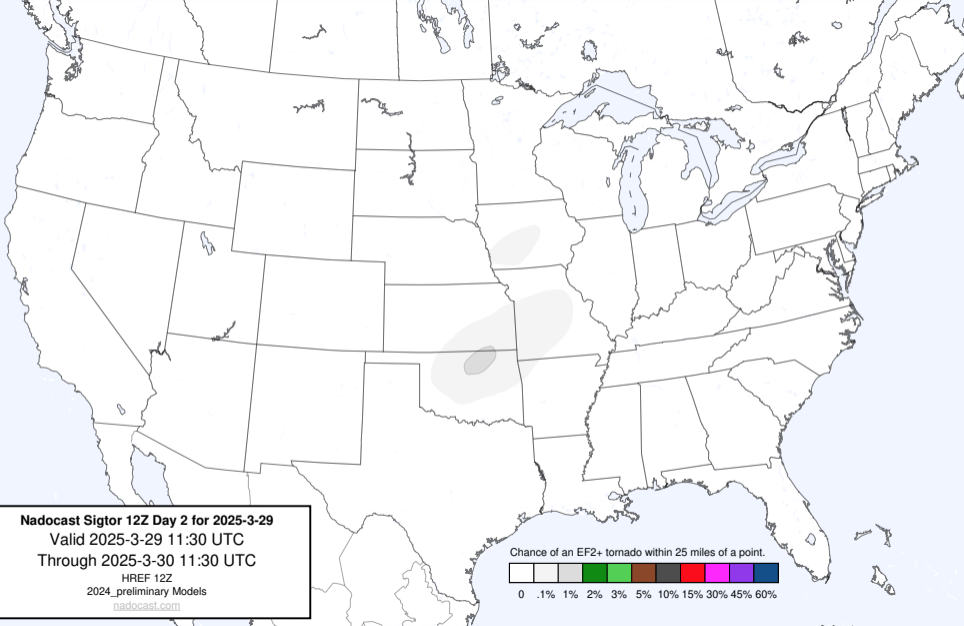 Nadocast Sigtor 12Z Day 2 for 2025-3-29
Valid 2025-3-29 11:30 UTC
Through 2025-3-30 11:30 UTC
HREF 12Z
2024_preliminary Models
nadocast.com
Chance of an EF2+ tornado within 25 miles of a point.
0 .1% 1% 2% 3% 5% 10% 15% 30% 45% 60%